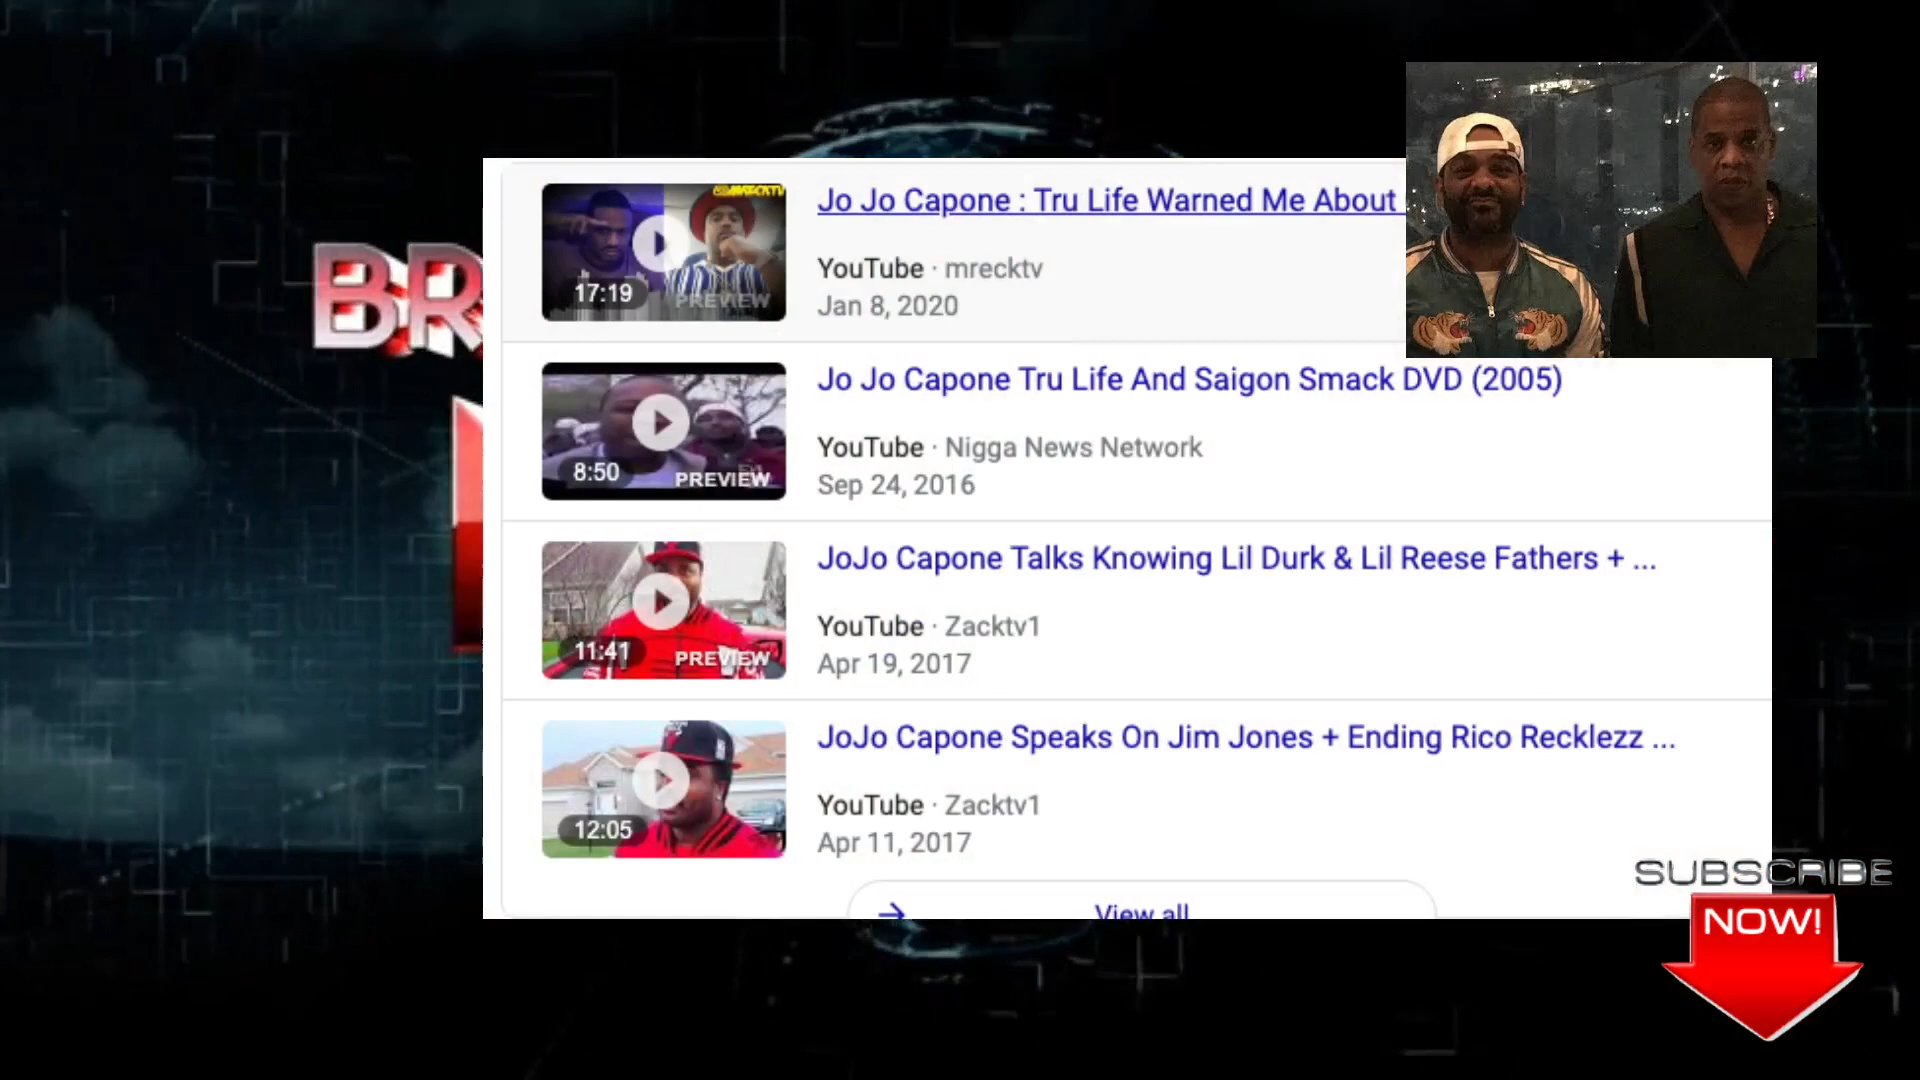 BR
Jo Jo Capone : Tru Life Warned Me About
YouTube · mrecktv
Jan 8, 2020
17:19
PREVIEW
Jo Jo Capone Tru Life And Saigon Smack DVD (2005)
YouTube · Nigga News Network
Sep 24, 2016
8:50
PREVIEW
JoJo Capone Talks Knowing Lil Durk & Lil Reese Fathers + ...
YouTube · Zacktv1
Apr 19, 2017
11:41
PREVIEW
JoJo Capone Speaks On Jim Jones + Ending Rico Recklezz ...
YouTube · Zacktv1
Apr 11, 2017
12:05
View all
SUBSCRIBE
NOW!